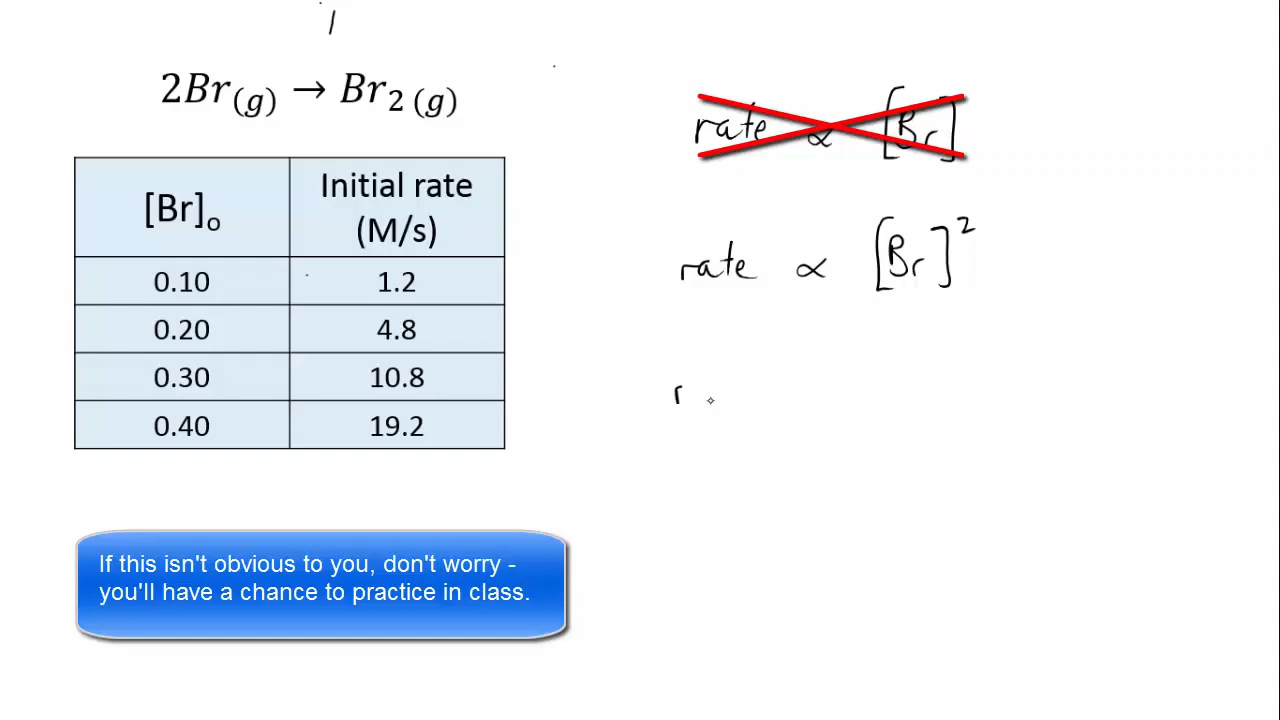 2Br(g) → Br2 (g)
[Br]o Initial rate (M/s)
0.10 1.2
0.20 4.8
0.30 10.8
0.40 19.2
If this isn't obvious to you, don't worry -
you'll have a chance to practice in class.
rate ∝ [Br]
rate ∝ [Br]²
r